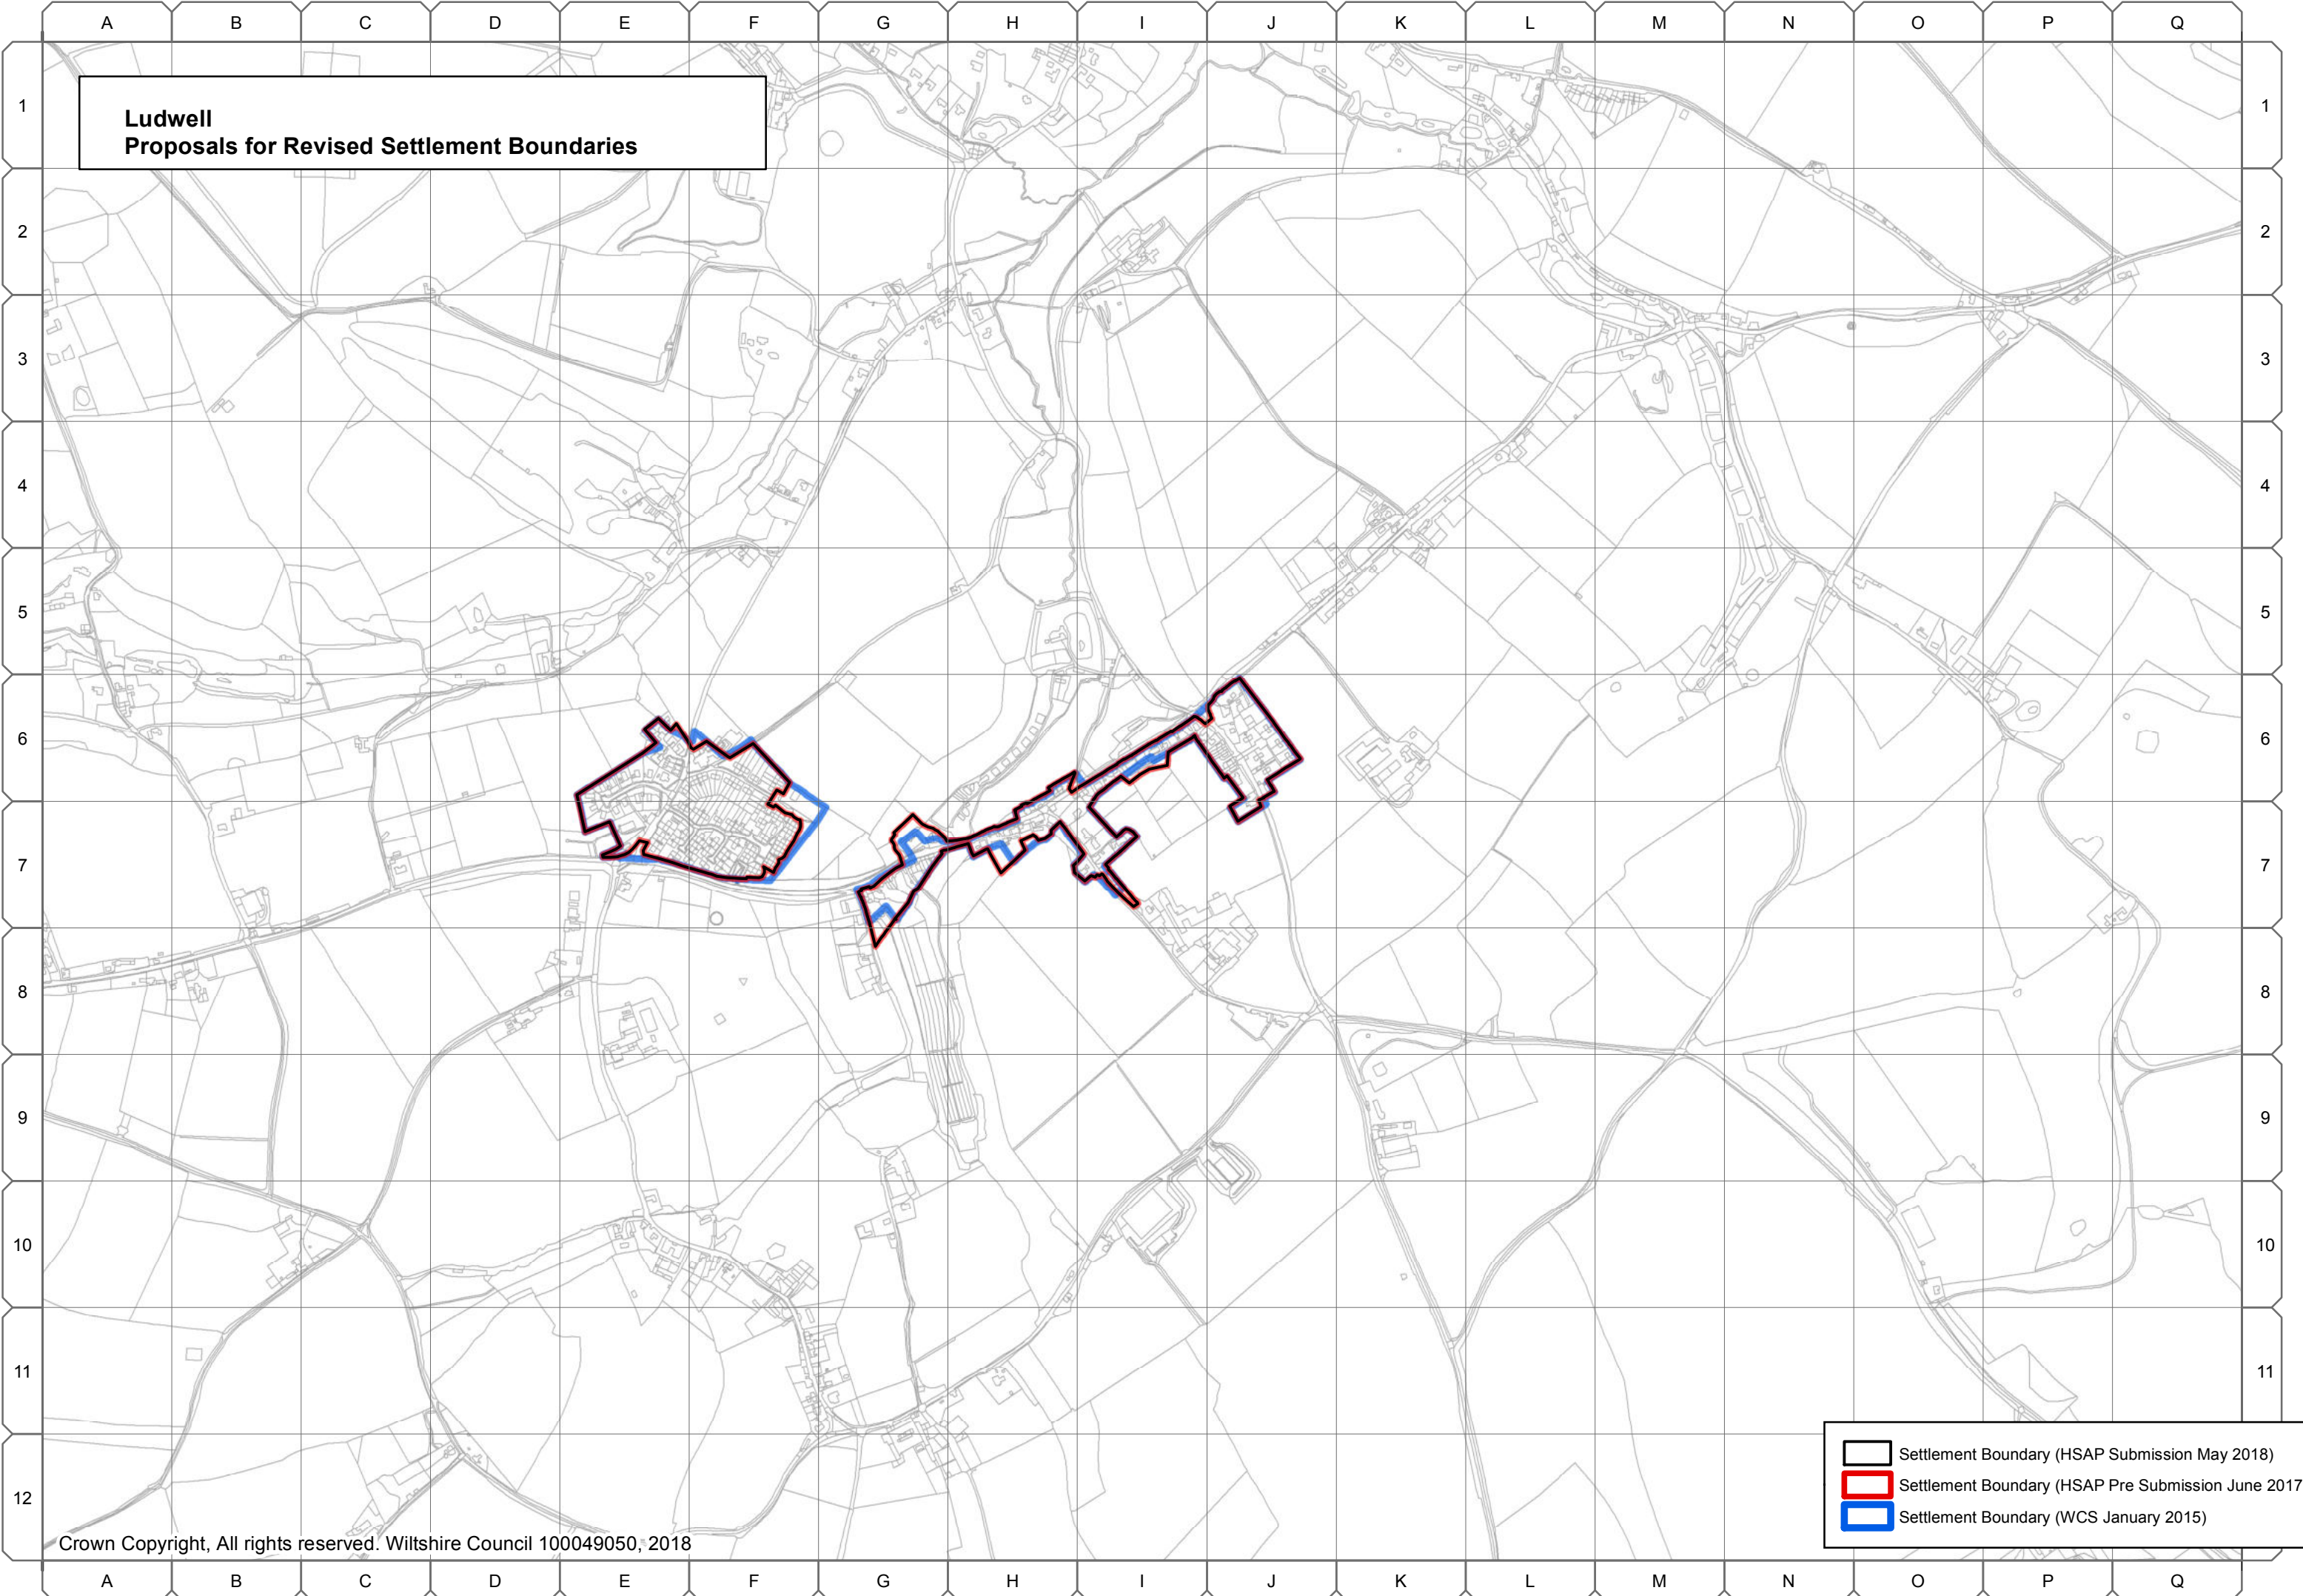 A B C D E F G H I J K L M N O P Q
Ludwell
Proposals for Revised Settlement Boundaries
1 1
2 2
3 3
4 4
5 5
6 6
7 7
8 8
9 9
10 10
11 11
12
Settlement Boundary (HSAP Submission May 2018)
Settlement Boundary (HSAP Pre Submission June 2017
Settlement Boundary (WCS January 2015)
Crown Copyright, All rights reserved. Wiltshire Council 100049050, 2018
A B C D E F G H I J K L M N O P Q